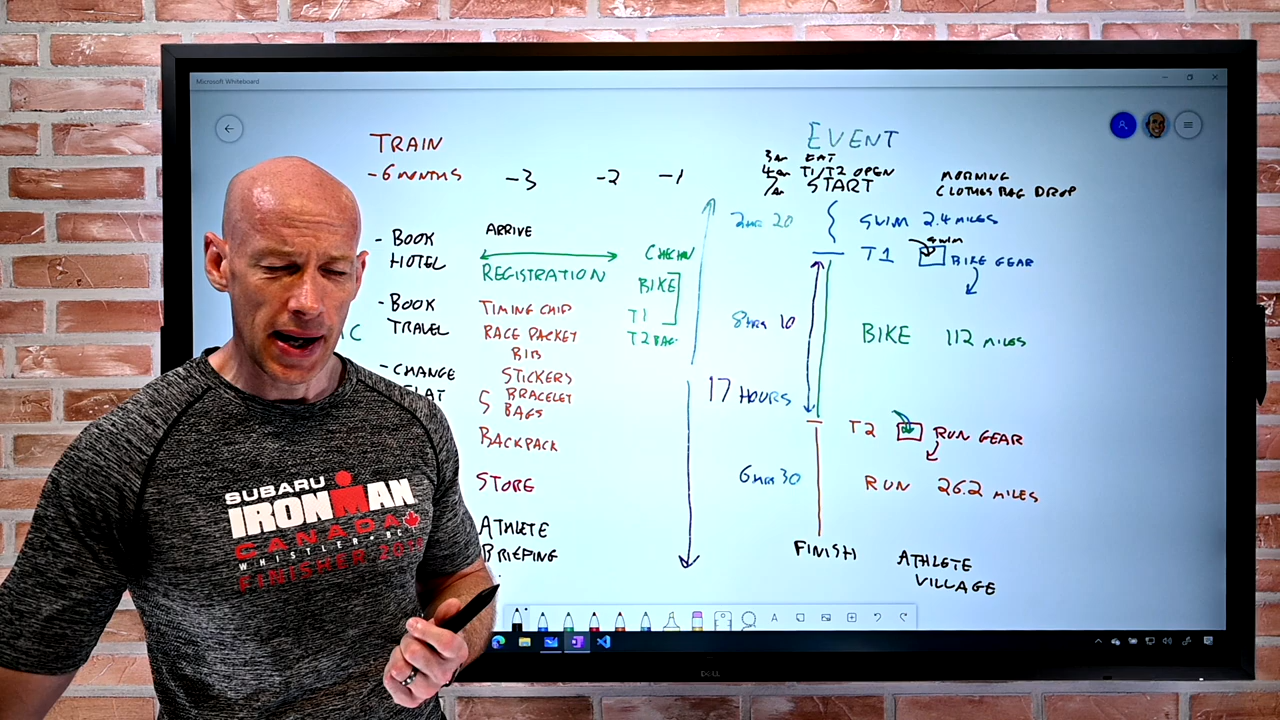 Microsoft Whiteboard
TRAIN
-6 MONTHS
-3
-2
-1
- BOOK
HOTEL
- BOOK
TRAVEL
- CHANGE
ARRIVE
REGISTRATION
TIMING CHIP
RACE PACKET
BIB
STICKERS
BRACELET
5 BAGS
BACKPACK
STORE
ATHLETE
BRIEFING
CHECKIN
BIKE
T1
T2 BAG
EVENT
3AM EAT
4AM T1/T2 OPEN
7AM START
MORNING
CLOTHES BAG DROP
2HRS 20
SWIM 2.4 MILES
T1
SWIM
BIKE GEAR
8HRS 10
BIKE 112 MILES
17 HOURS
T2
RUN GEAR
6HRS 30
RUN 26.2 MILES
FINISH
ATHLETE
VILLAGE
SUBARU
IRONMAN
CANADA
WHISTLER, B.C.
FINISHER
DELL